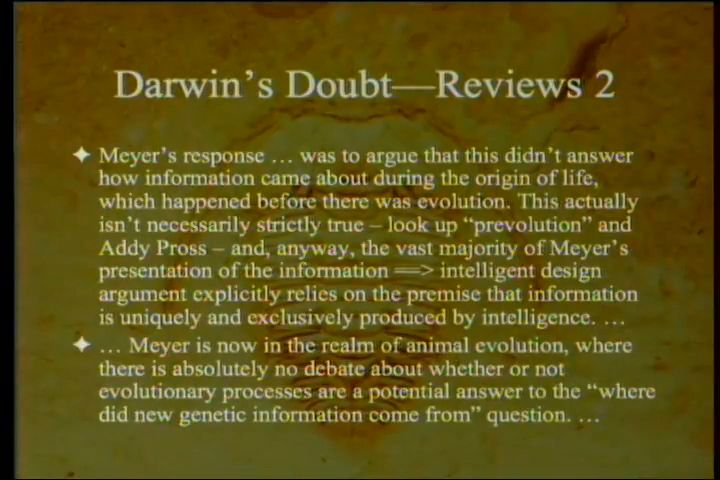 Darwin's Doubt—Reviews 2
Meyer's response … was to argue that this didn't answer
how information came about during the origin of life,
which happened before there was evolution. This actually
isn't necessarily strictly true – look up "prevolution" and
Addy Pross – and, anyway, the vast majority of Meyer's
presentation of the information ==> intelligent design
argument explicitly relies on the premise that information
is uniquely and exclusively produced by intelligence. …
… Meyer is now in the realm of animal evolution, where
there is absolutely no debate about whether or not
evolutionary processes are a potential answer to the "where
did new genetic information come from" question. …